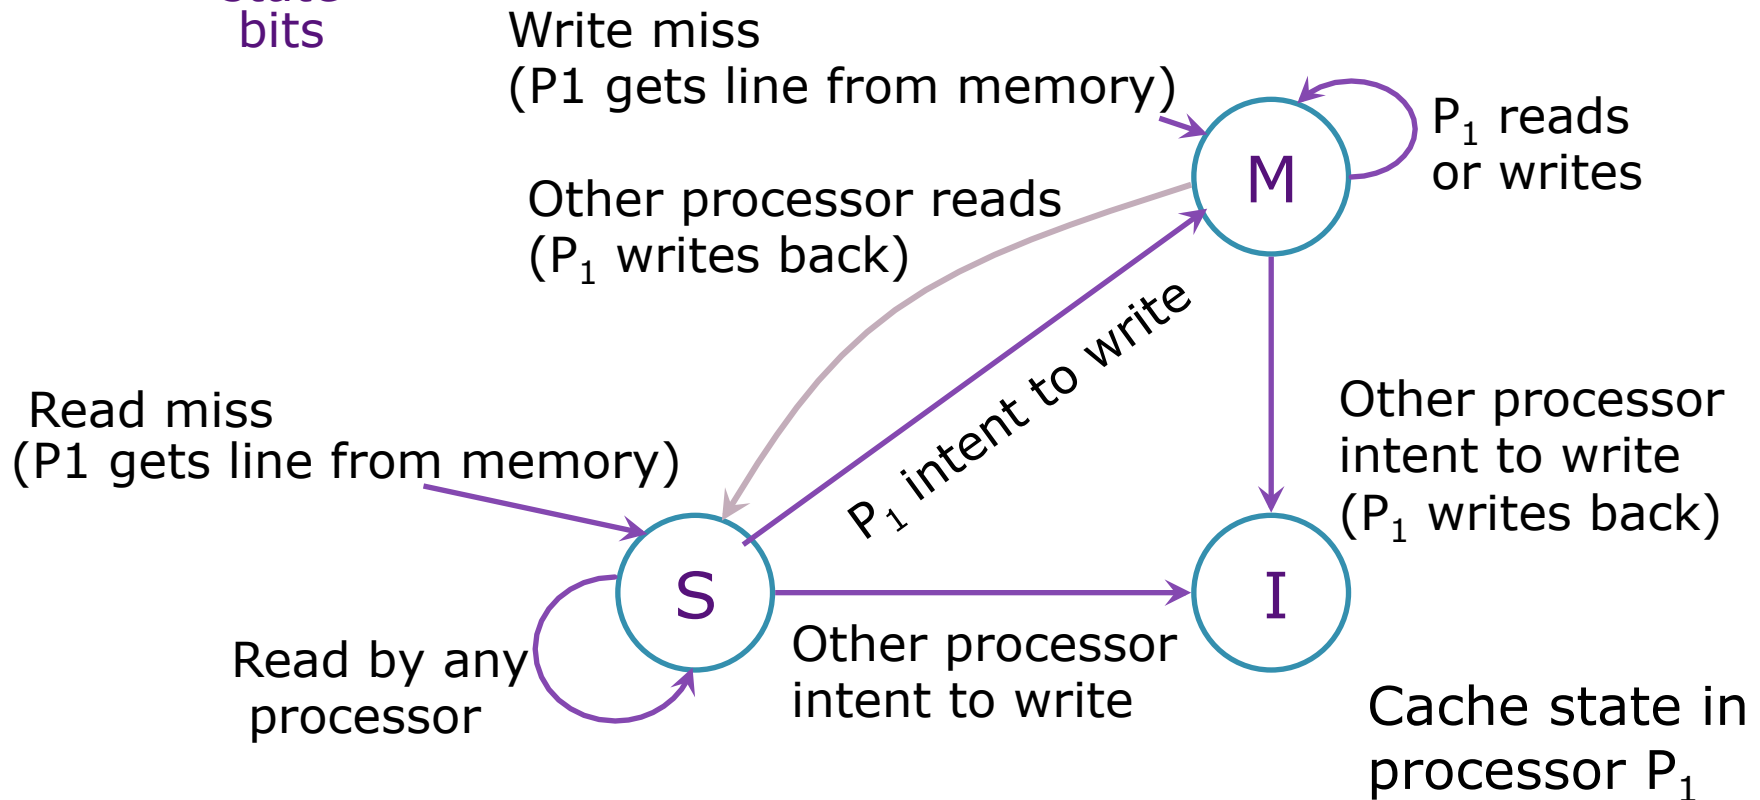 bits
Write miss
(P1 gets line from memory)
P1 reads
or writes
M
Other processor reads
(P1 writes back)
P1 intent to write
Read miss
(P1 gets line from memory)
Other processor
intent to write
(P1 writes back)
S
I
Read by any
processor
Other processor
intent to write
Cache state in
processor P1